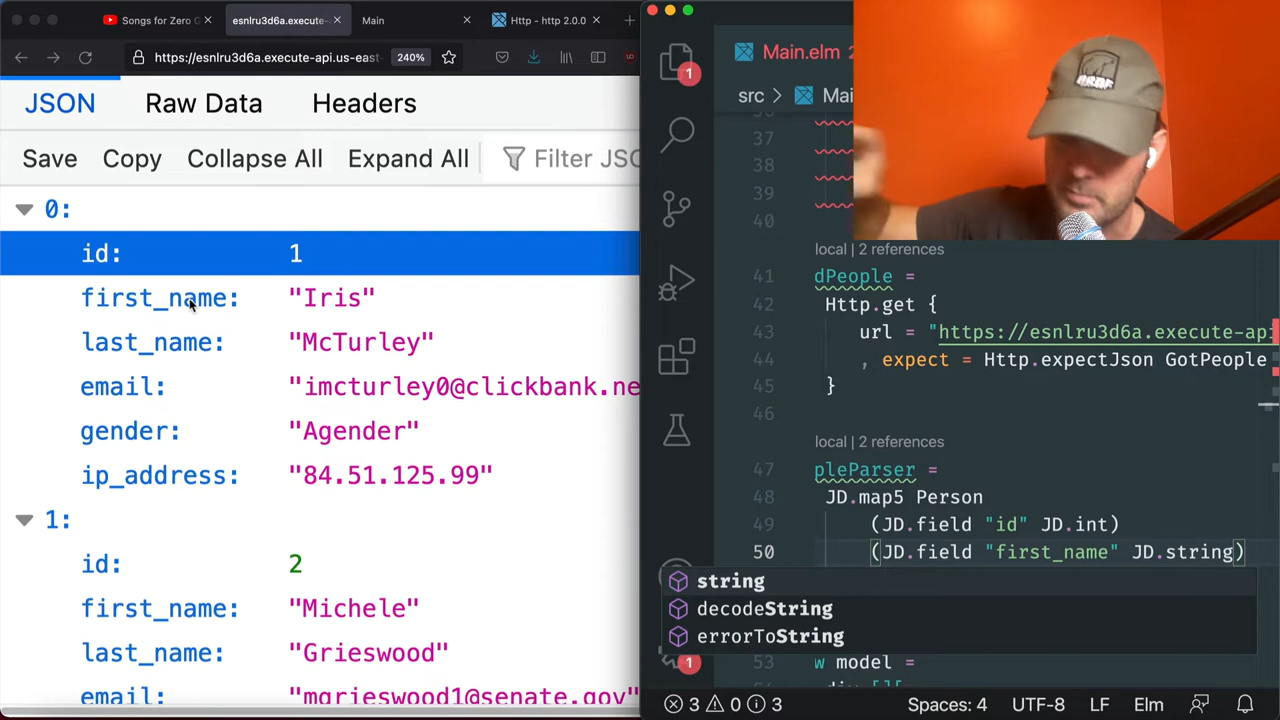 Songs for Zero
esnlru3d6a.execute-
Main
Http - http 2.0.0
https://esnlru3d6a.execute-api.us-east-
240%
JSON
Raw Data
Headers
Save
Copy
Collapse All
Expand All
Filter JSO
0:
id: 1
first_name: "Iris"
last_name: "McTurley"
email: "imcturley0@clickbank.ne
gender: "Agender"
ip_address: "84.51.125.99"
1:
id: 2
first_name: "Michele"
last_name: "Grieswood"
email: "mgrieswood1@senate.gov"
Main.elm 2
src > Mai
37
38
39
40
local | 2 references
41 dPeople =
42 Http.get {
43 url = "https://esnlru3d6a.execute-api
44 , expect = Http.expectJson GotPeople
45 }
46
local | 2 references
47 pleParser =
48 JD.map5 Person
49 (JD.field "id" JD.int)
50 (JD.field "first_name" JD.string)
string
decodeString
errorToString
53 w model =
div [][
1
1
3 0 3
Spaces: 4
UTF-8
LF
Elm